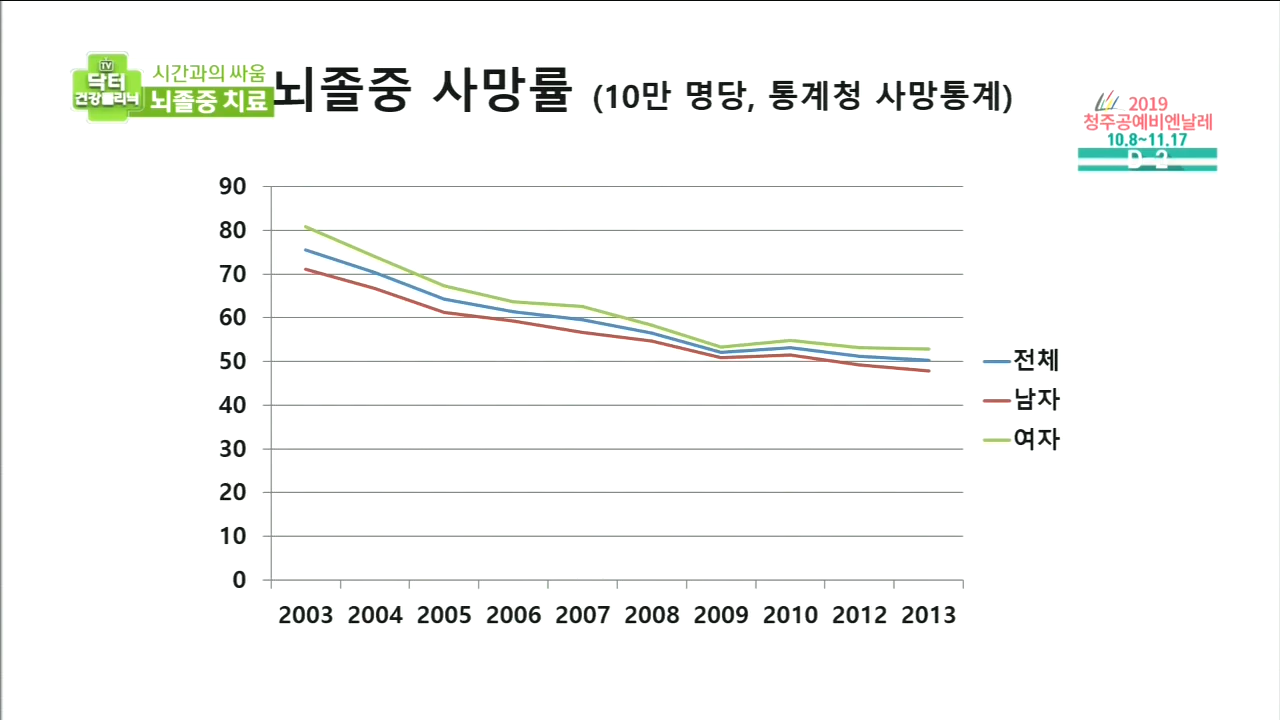 TV
닥터
건강클리닉
시간과의 싸움
뇌졸중 치료
뇌졸중 사망률 (10만 명당, 통계청 사망통계)
2019
청주공예비엔날레
10.8~11.17
D-2
90
80
70
60
50
40
30
20
10
0
2003 2004 2005 2006 2007 2008 2009 2010 2012 2013
전체
남자
여자